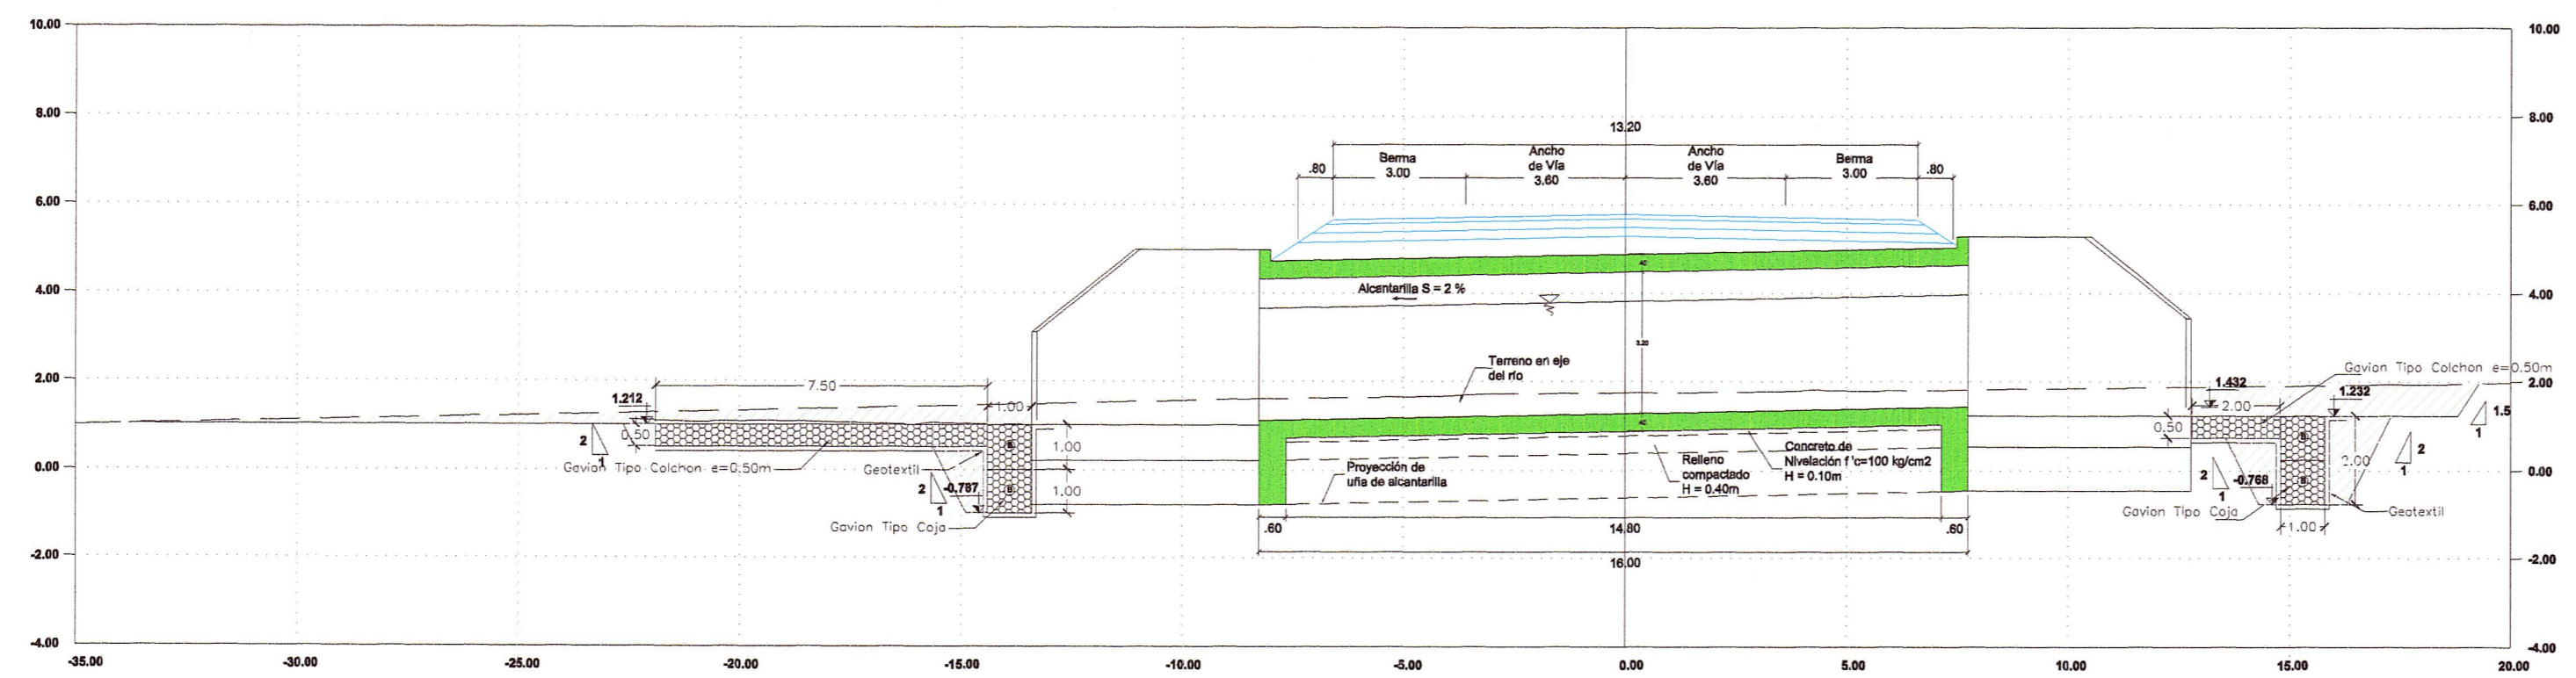 10.00
10.00
8.00
8.00
13.20
.80
Berma
3.00
Ancho
de Vía
3.60
Ancho
de Vía
3.60
Berma
3.00
.80
6.00
6.00
.40
4.00
Alcantarilla S = 2 %
4.00
3.20
Terreno en eje
del río
Gavion Tipo Colchon e=0.50m
2.00
7.50
1.432
2.00
1.212
1.00
2.00
1.232
1.5
1
.40
2
1
0.50
B
1.00
0.50
B
2
1
0.00
Gavion Tipo Colchon e=0.50m
Geotextil
Proyección de
uña de alcantarilla
Relleno
compactado
H = 0.40m
Concreto de
Nivelación f'c=100 kg/cm2
H = 0.10m
2.00
0.00
2
1
-0.787
B
1.00
2
1
-0.768
B
Gavion Tipo Caja
Gavion Tipo Caja
Geotextil
.60
14.80
.60
1.00
-2.00
16.00
-2.00
-4.00
-4.00
-35.00
-30.00
-25.00
-20.00
-15.00
-10.00
-5.00
0.00
5.00
10.00
15.00
20.00